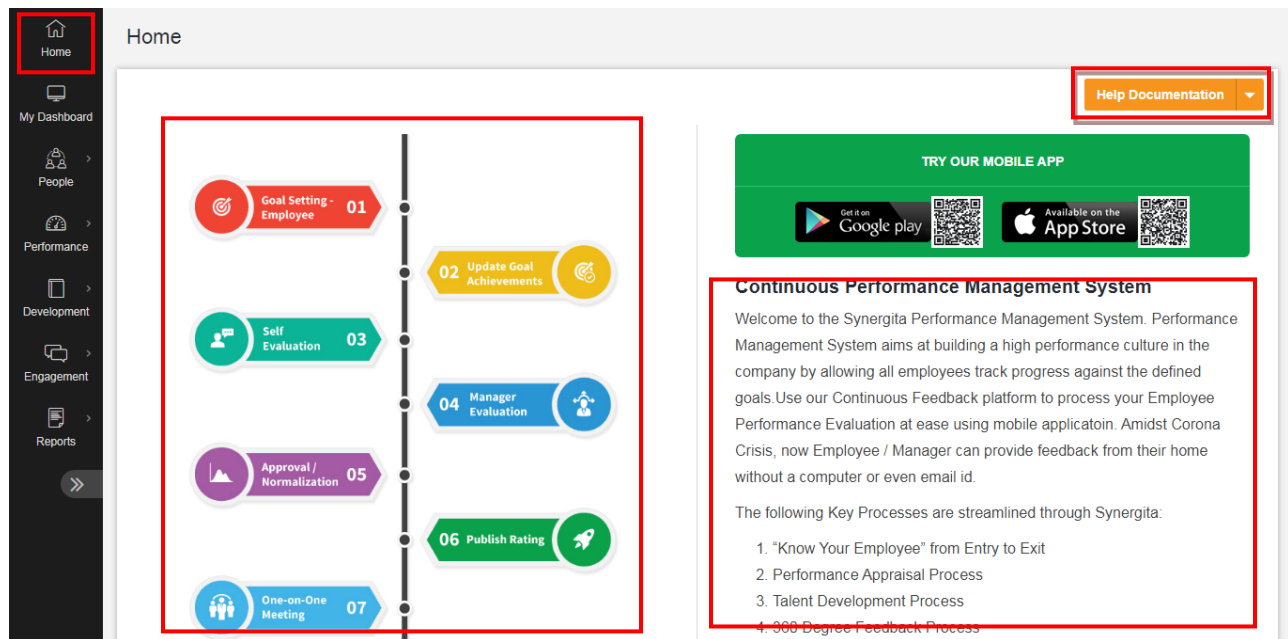 Home
My Dashboard
People
Performance
Development
Engagement
Reports
Home
Help Documentation
Goal Setting -
Employee
01
02
Update Goal
Achievements
Self
Evaluation
03
04
Manager
Evaluation
Approval /
Normalization
05
06 Publish Rating
One-on-One
Meeting
07
TRY OUR MOBILE APP
Get it on
Google play
Available on the
App Store
Continuous Performance Management System
Welcome to the Synergita Performance Management System. Performance
Management System aims at building a high performance culture in the
company by allowing all employees track progress against the defined
goals.Use our Continuous Feedback platform to process your Employee
Performance Evaluation at ease using mobile applicatoin. Amidst Corona
Crisis, now Employee / Manager can provide feedback from their home
without a computer or even email id.
The following Key Processes are streamlined through Synergita:
1. “Know Your Employee” from Entry to Exit
2. Performance Appraisal Process
3. Talent Development Process
4. 360 Degree Feedback Process